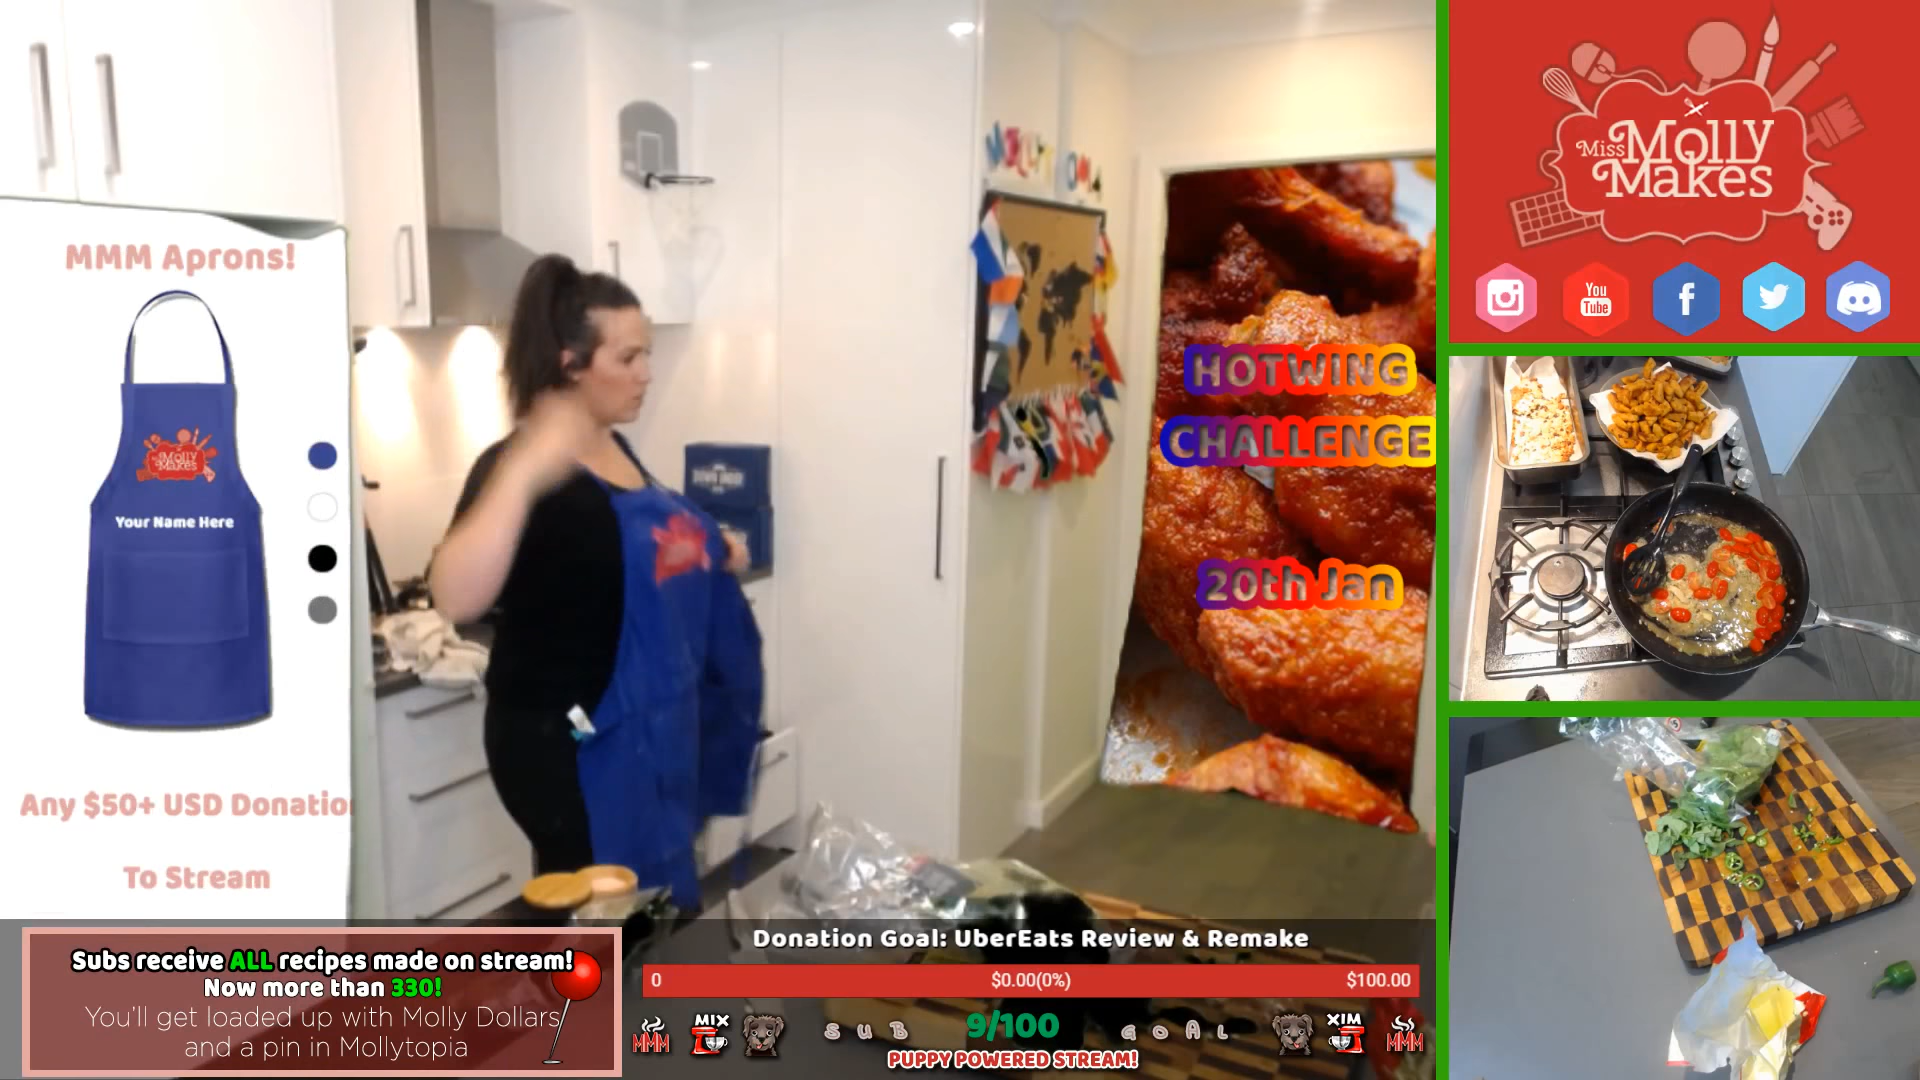 MMM Aprons!
Molly
Makes
Your Name Here
Any $50+ USD Donation
To Stream
HOTWING
CHALLENGE
20th Jan
Miss Molly
Makes
You
Tube
f
Subs receive ALL recipes made on stream!
Now more than 330!
You'll get loaded up with Molly Dollars
and a pin in Mollytopia
Donation Goal: UberEats Review & Remake
0 $0.00(0%) $100.00
MMM MIX SUB 9/100 GOAL XIM MMM
PUPPY POWERED STREAM!